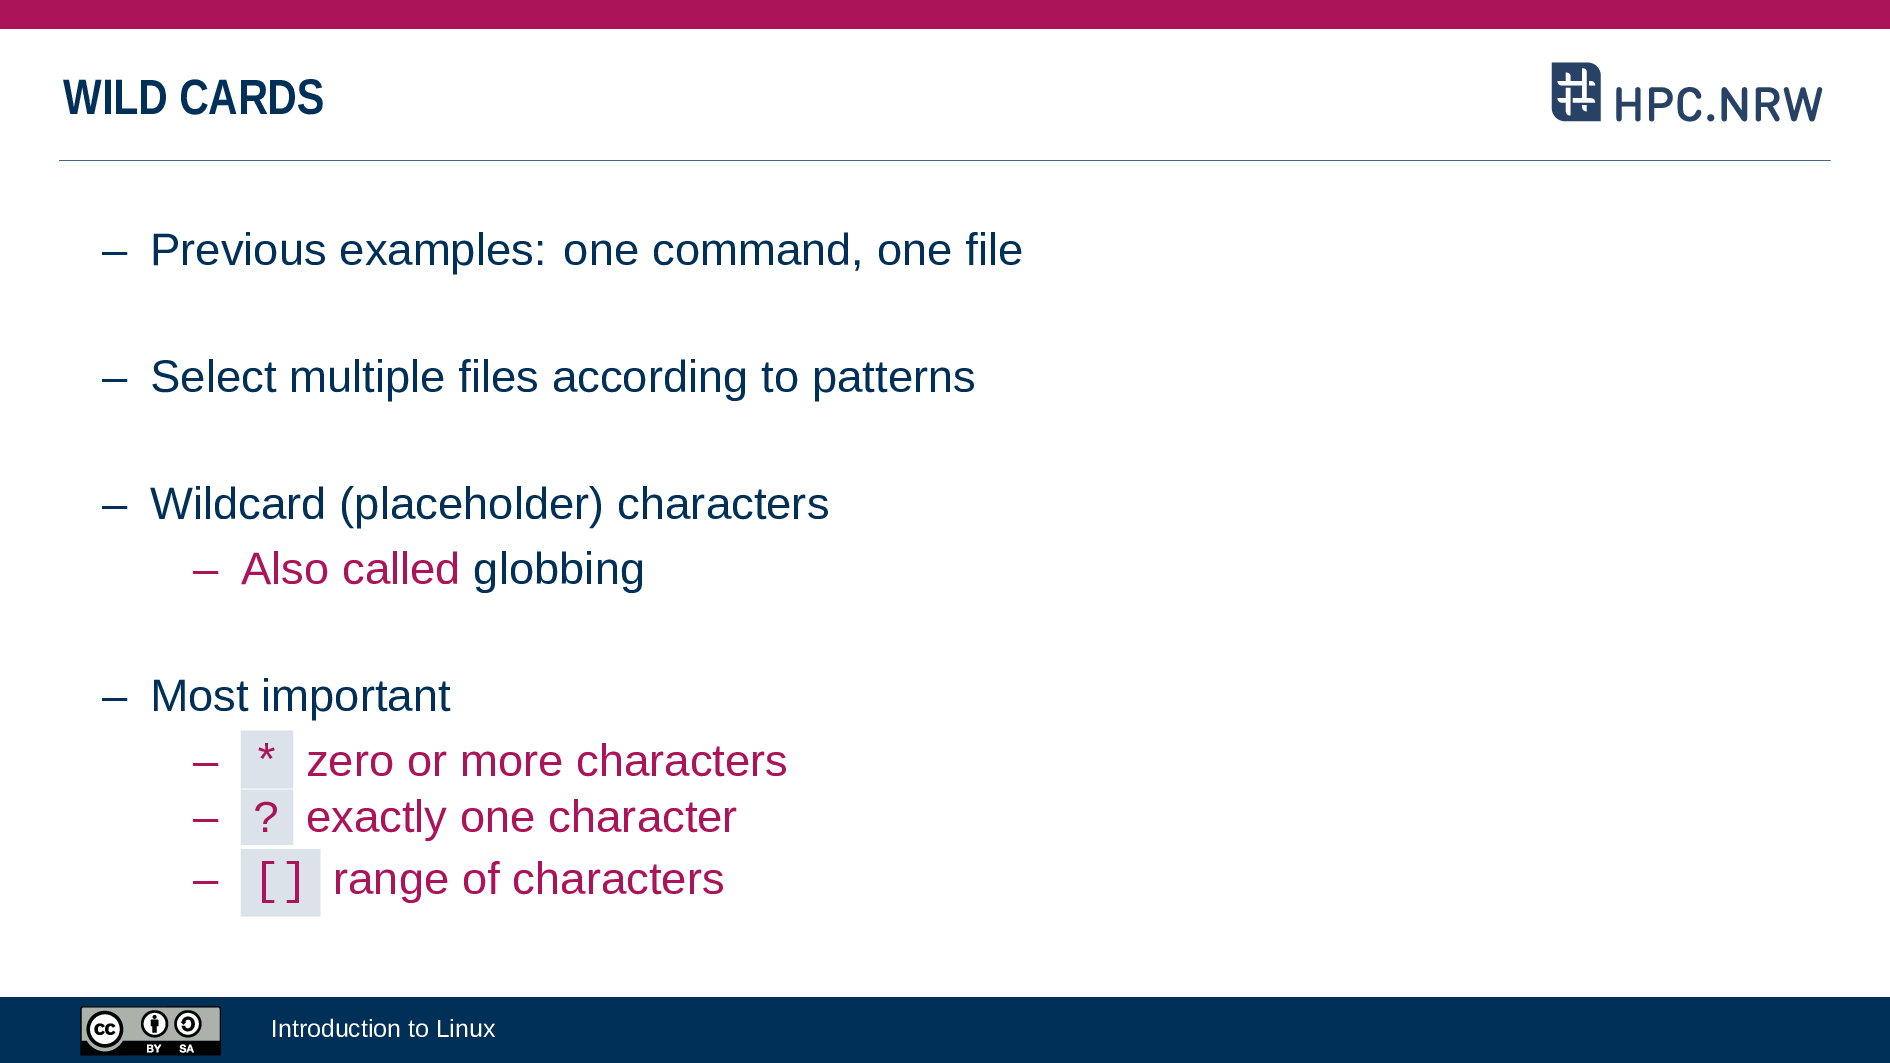 WILD CARDS
HPC.NRW
– Previous examples: one command, one file
– Select multiple files according to patterns
– Wildcard (placeholder) characters
– Also called globbing
– Most important
– * zero or more characters
– ? exactly one character
– [] range of characters
cc BY SA
Introduction to Linux